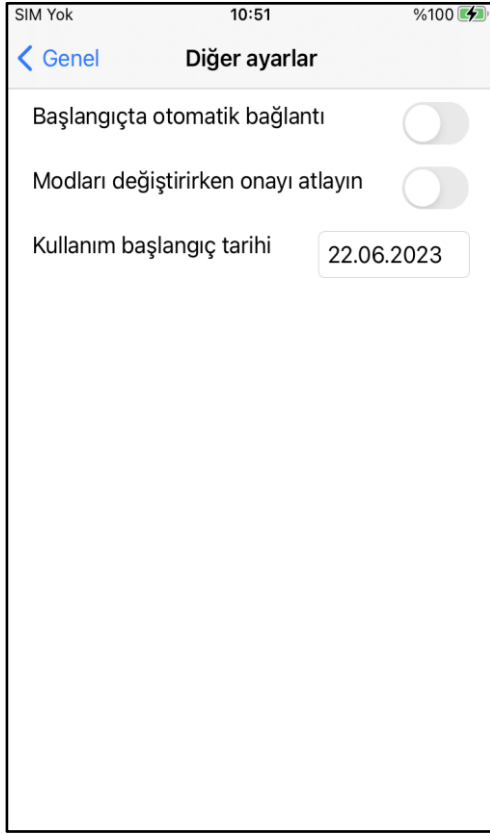 SIM Yok 10:51 %100
Genel Diğer ayarlar
Başlangıçta otomatik bağlantı
Modları değiştirirken onayı atlayın
Kullanım başlangıç tarihi 22.06.2023